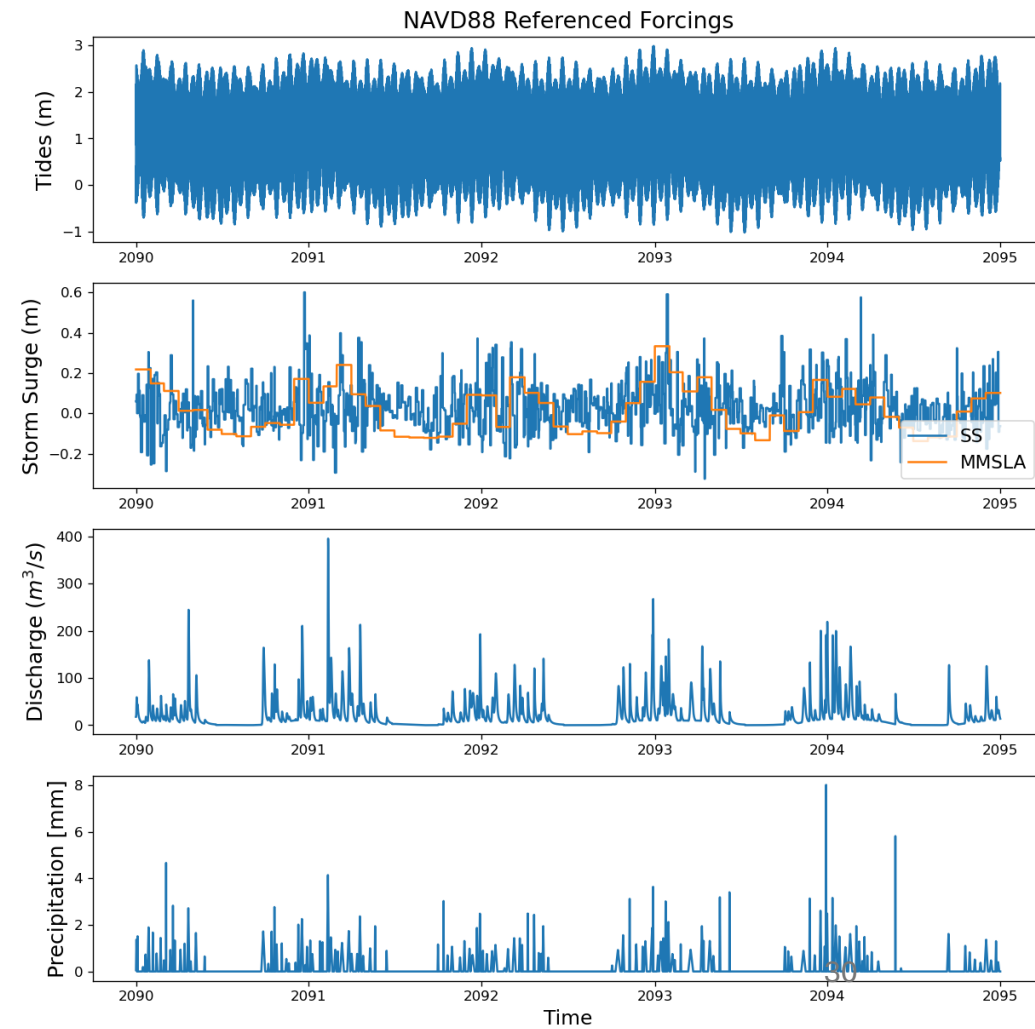 NAVD88 Referenced Forcings
Tides (m)
3
2
1
0
−1
2090 2091 2092 2093 2094 2095
Storm Surge (m)
0.6
0.4
0.2
0.0
−0.2
SS
MMSLA
2090 2091 2092 2093 2094 2095
Discharge (m³/s)
400
300
200
100
0
2090 2091 2092 2093 2094 2095
Precipitation [mm]
8
6
4
2
0
30
2090 2091 2092 2093 2094 2095
Time